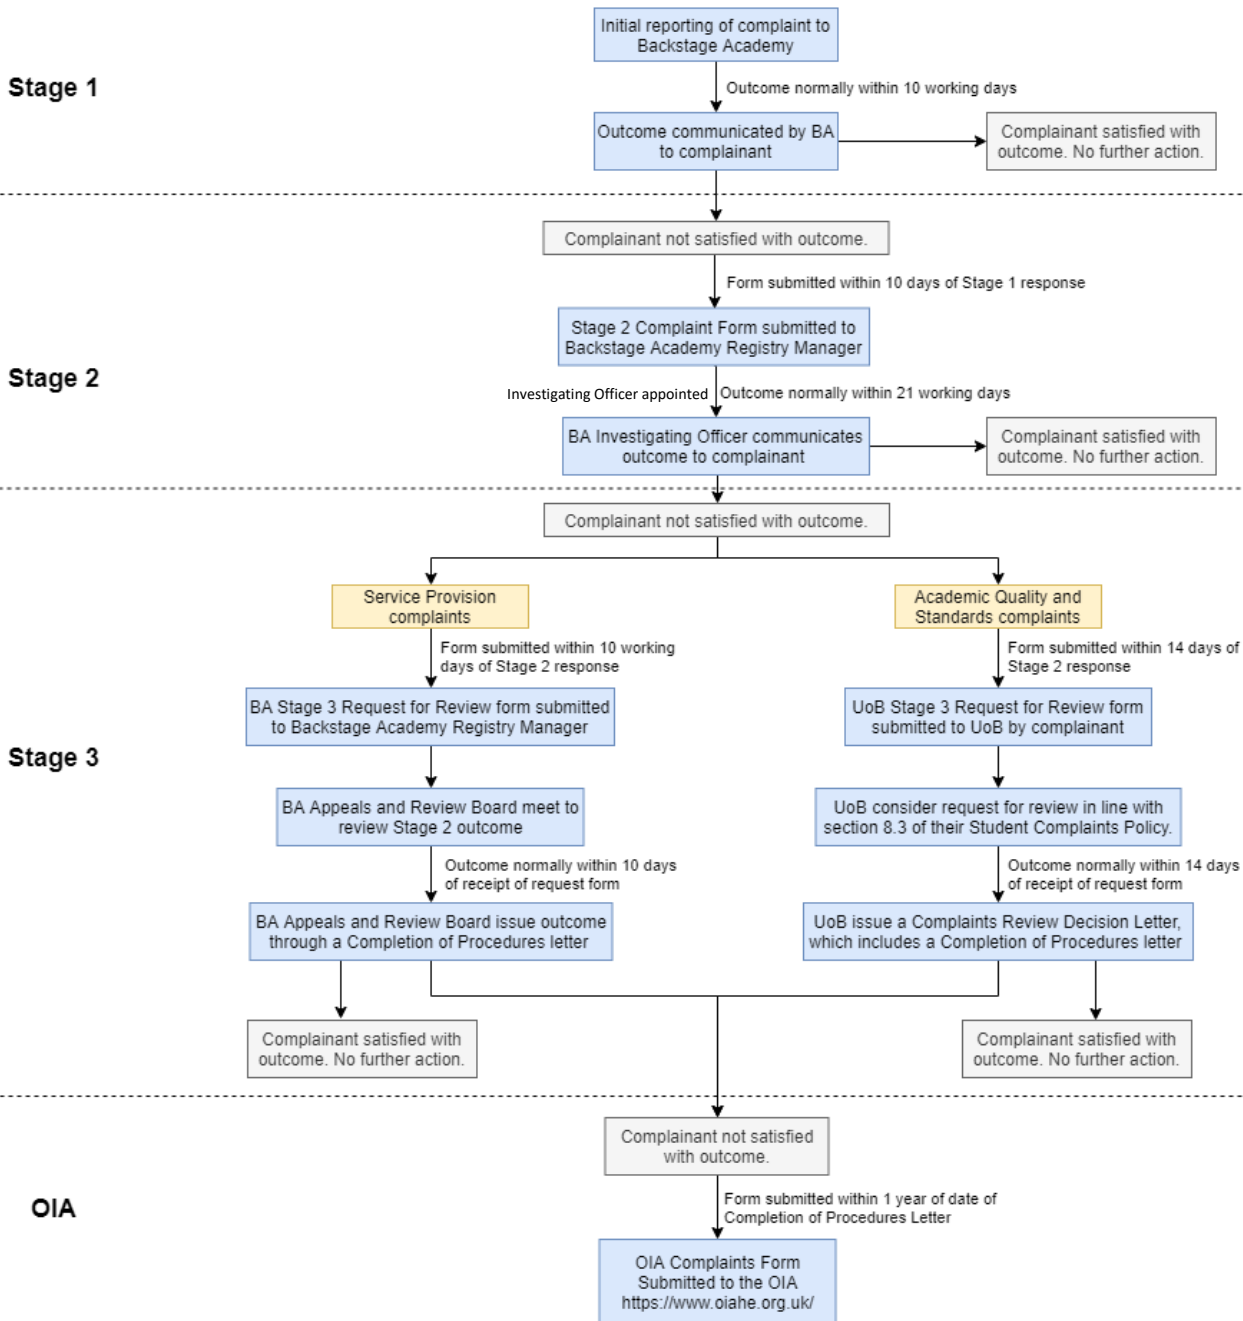 Initial reporting of complaint to
Backstage Academy
Stage 1
Outcome normally within 10 working days
Outcome communicated by BA
to complainant
Complainant satisfied with
outcome. No further action.
Complainant not satisfied with outcome.
Form submitted within 10 days of Stage 1 response
Stage 2 Complaint Form submitted to
Backstage Academy Registry Manager
Stage 2
Investigating Officer appointed
Outcome normally within 21 working days
BA Investigating Officer communicates
outcome to complainant
Complainant satisfied with
outcome. No further action.
Complainant not satisfied with outcome.
Service Provision
complaints
Academic Quality and
Standards complaints
Form submitted within 10 working
days of Stage 2 response
Form submitted within 14 days of
Stage 2 response
BA Stage 3 Request for Review form submitted
to Backstage Academy Registry Manager
UoB Stage 3 Request for Review form
submitted to UoB by complainant
Stage 3
BA Appeals and Review Board meet to
review Stage 2 outcome
UoB consider request for review in line with
section 8.3 of their Student Complaints Policy.
Outcome normally within 10 days
of receipt of request form
Outcome normally within 14 days
of receipt of request form
BA Appeals and Review Board issue outcome
through a Completion of Procedures letter
UoB issue a Complaints Review Decision Letter,
which includes a Completion of Procedures letter
Complainant satisfied with
outcome. No further action.
Complainant satisfied with
outcome. No further action.
Complainant not satisfied
with outcome.
OIA
Form submitted within 1 year of date of
Completion of Procedures Letter
OIA Complaints Form
Submitted to the OIA
https://www.oiahe.org.uk/